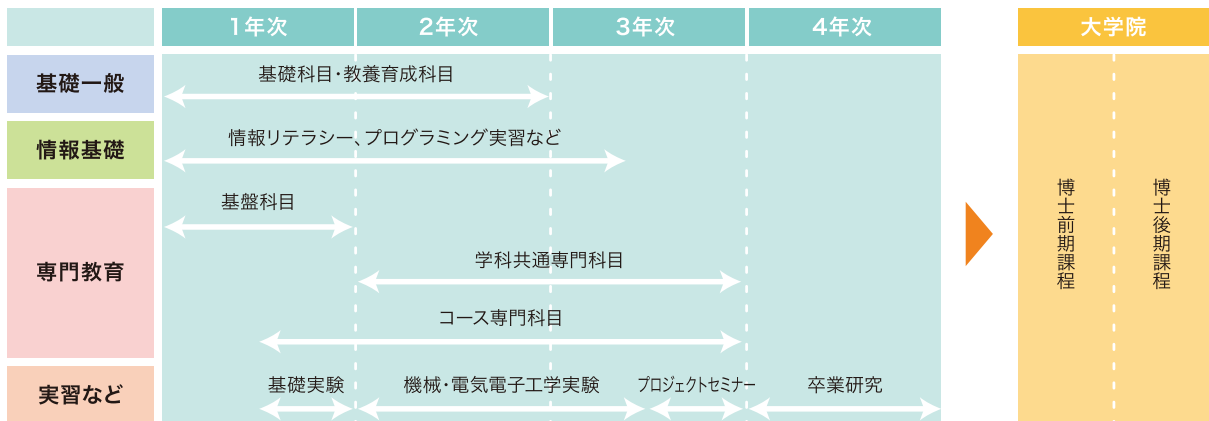 1年次 2年次 3年次 4年次 大学院
基礎一般 基礎科目・教養育成科目
情報基礎 情報リテラシー、プログラミング実習など
専門教育 基盤科目
学科共通専門科目
コース専門科目
実習など 基礎実験 機械・電気電子工学実験 プロジェクトセミナー 卒業研究
博士前期課程
博士後期課程